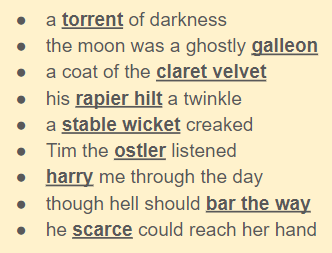 ● a torrent of darkness
● the moon was a ghostly galleon
● a coat of the claret velvet
● his rapier hilt a twinkle
● a stable wicket creaked
● Tim the ostler listened
● harry me through the day
● though hell should bar the way
● he scarce could reach her hand